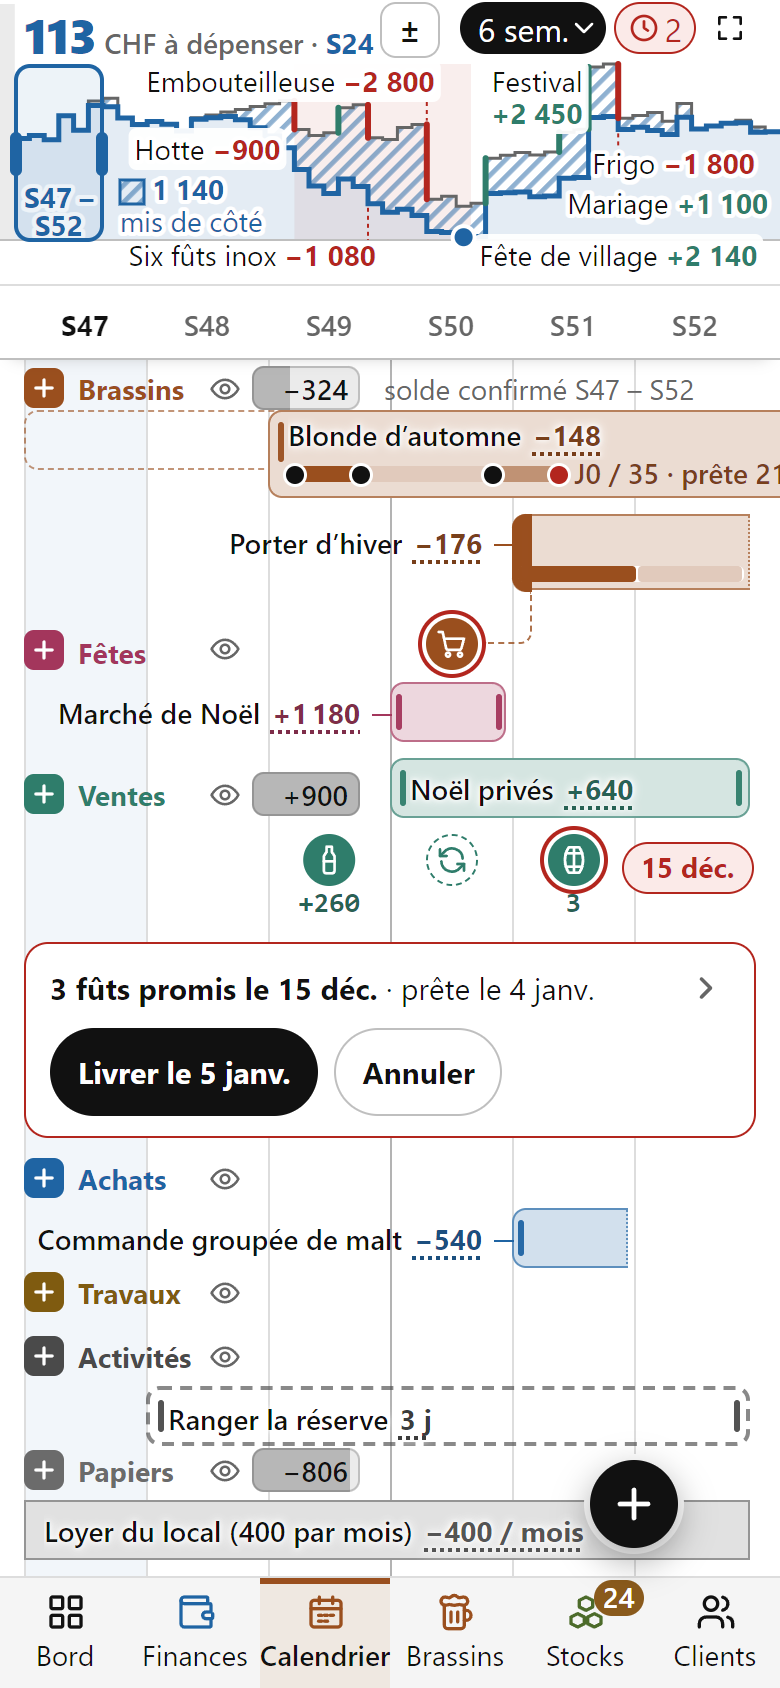 113 CHF à dépenser · S24
±
6 sem.
2
Embouteilleuse −2 800
Festival
+2 450
Hotte −900
Frigo −1 800
S47 –
S52
1 140
mis de côté
Mariage +1 100
Six fûts inox −1 080
Fête de village +2 140
S47 S48 S49 S50 S51 S52
Brassins −324 solde confirmé S47 – S52
Blonde d’automne −148
J0 / 35 · prête 21
Porter d’hiver −176
Fêtes
Marché de Noël +1 180
Ventes +900 Noël privés +640
15 déc.
+260 3
3 fûts promis le 15 déc. · prête le 4 janv.
Livrer le 5 janv. Annuler
Achats
Commande groupée de malt −540
Travaux
Activités
Ranger la réserve 3 j
Papiers −806
Loyer du local (400 par mois) −400 / mois
24
Bord Finances Calendrier Brassins Stocks Clients